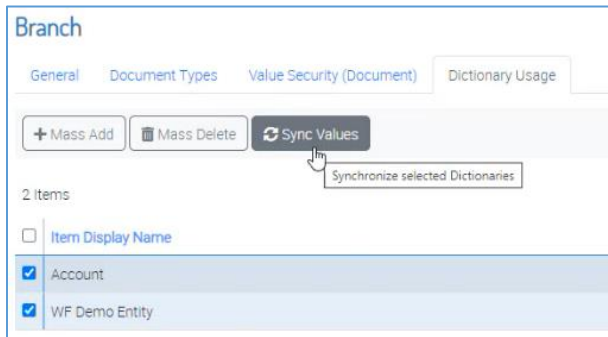 Branch
General Document Types Value Security (Document) Dictionary Usage
Mass Add Mass Delete Sync Values
Synchronize selected Dictionaries
2 Items
Item Display Name
Account
WF Demo Entity